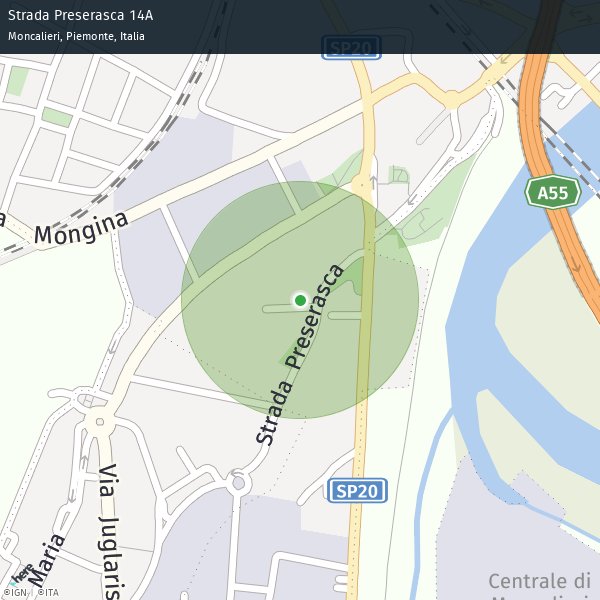 Strada Preserasca 14A
Moncalieri, Piemonte, Italia
SP20
A55
a
Mongina
Strada Preserasca
SP20
Via Juglaris
Maria
here
©IGN, ©ITA
Centrale di